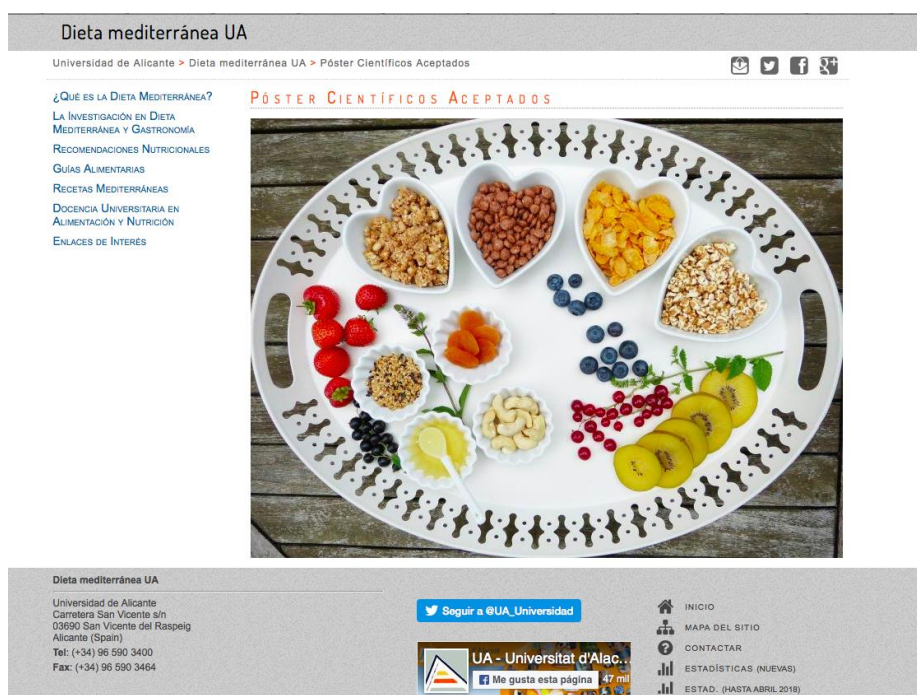 Dieta mediterránea UA
Universidad de Alicante > Dieta mediterránea UA > Póster Científicos Aceptados
¿Qué es la Dieta Mediterránea?
La Investigación en Dieta
Mediterránea y Gastronomía
Recomendaciones Nutricionales
Guías Alimentarias
Recetas Mediterráneas
Docencia Universitaria en
Alimentación y Nutrición
Enlaces de Interés
Póster Científicos Aceptados
Dieta mediterránea UA
Universidad de Alicante
Carretera San Vicente s/n
03690 San Vicente del Raspeig
Alicante (Spain)
Tel: (+34) 96 590 3400
Fax: (+34) 96 590 3464
Seguir a @UA_Universidad
UA - Universitat d'Alac...
Me gusta esta página
47 mil
INICIO
MAPA DEL SITIO
CONTACTAR
ESTADÍSTICAS (NUEVAS)
ESTAD. (HASTA ABRIL 2018)